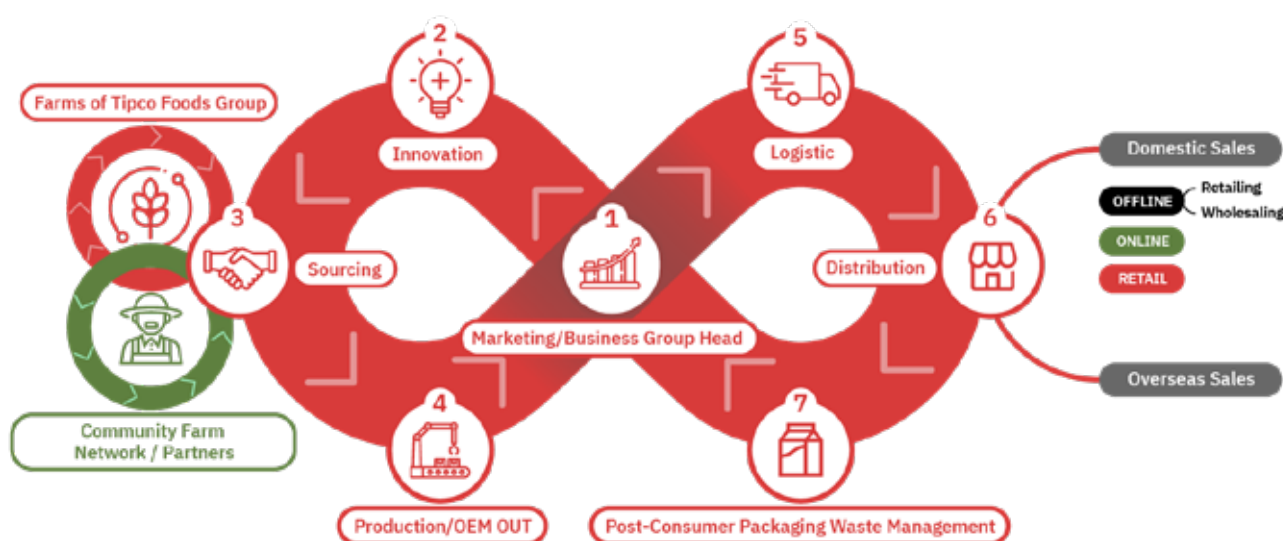 2
5
Farms of Tipco Foods Group
Innovation
Logistic
Domestic Sales
OFFLINE
Retailing
Wholesaling
ONLINE
RETAIL
3
1
6
Sourcing
Distribution
Marketing/Business Group Head
Overseas Sales
4
7
Community Farm
Network / Partners
Production/OEM OUT
Post-Consumer Packaging Waste Management